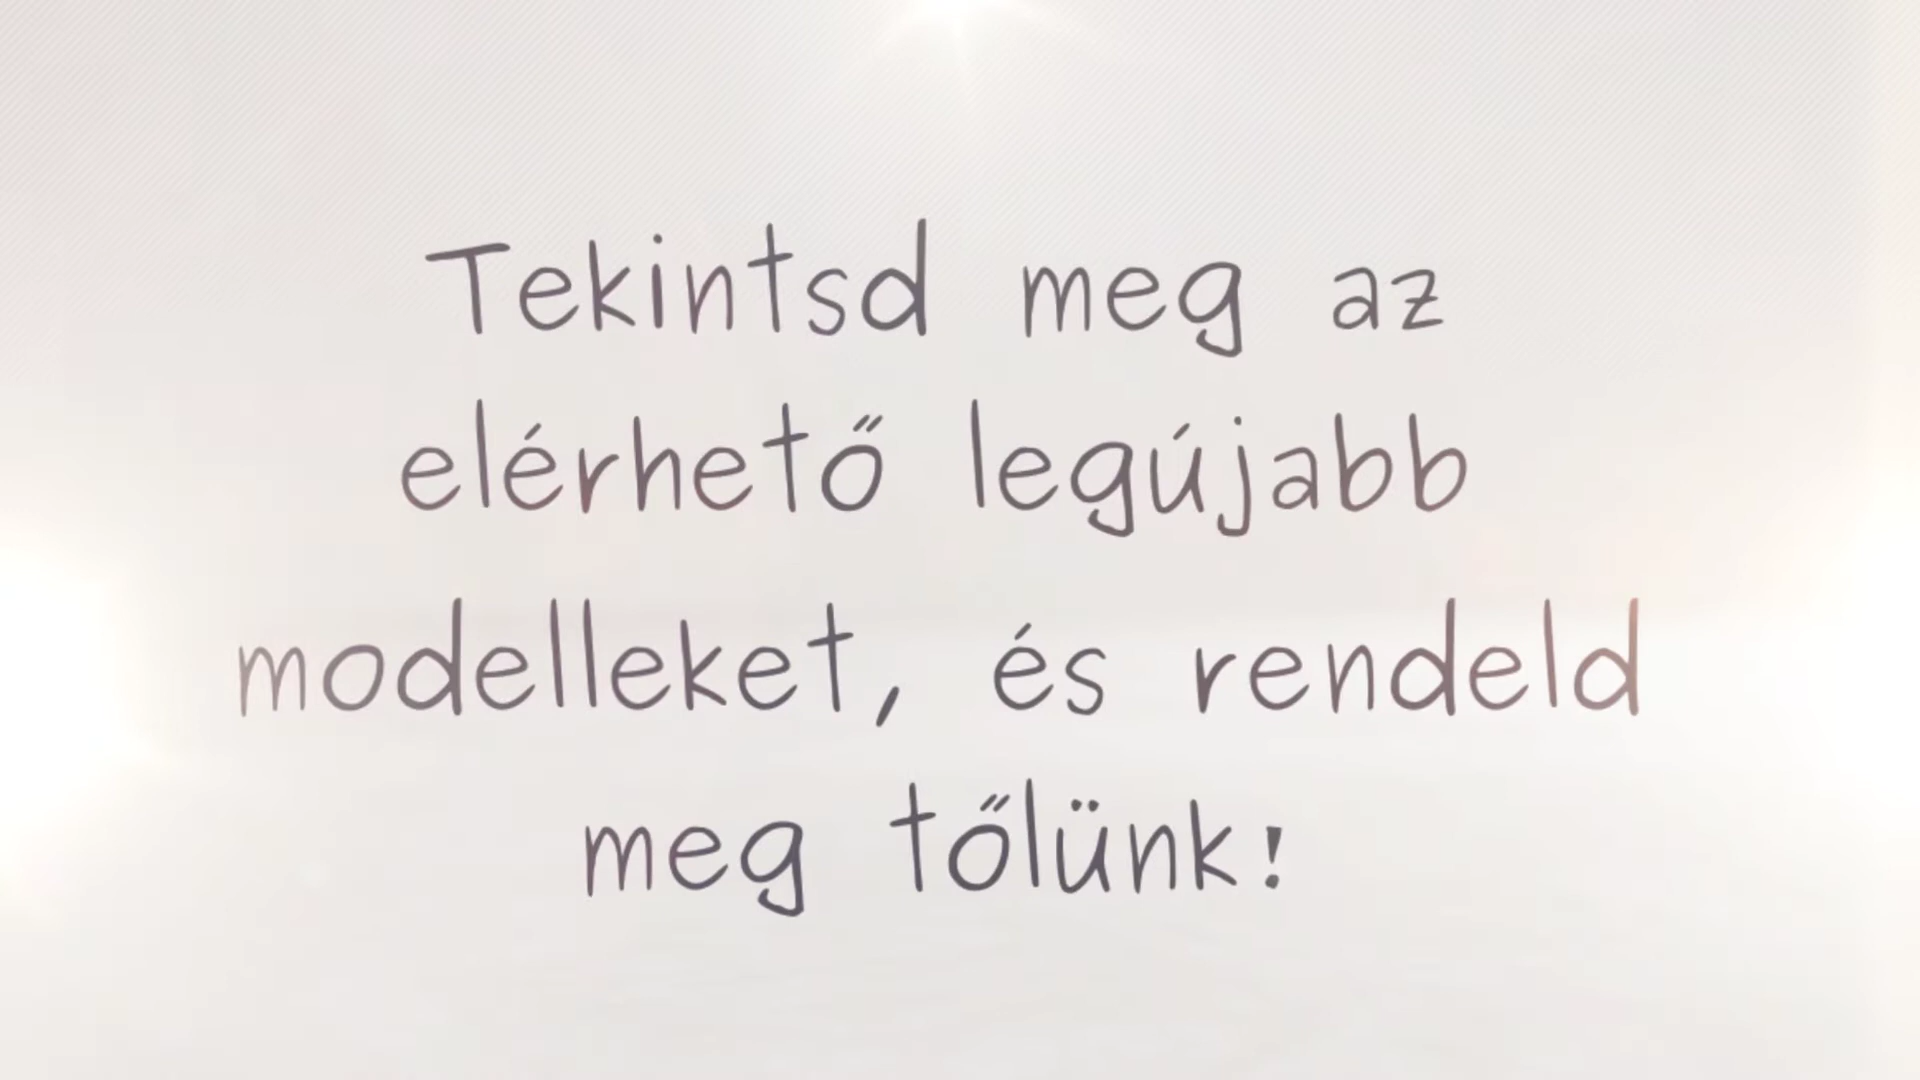 Tekintsd meg az
elérhető legújabb
modelleket, és rendeld
meg tőlünk!